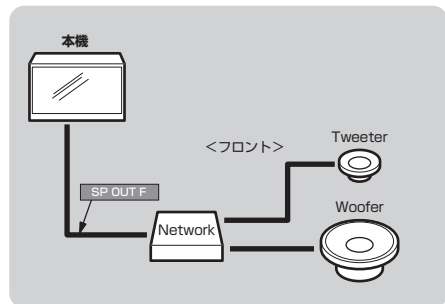 本機
<フロント>
Tweeter
SP OUT F
Woofer
Network